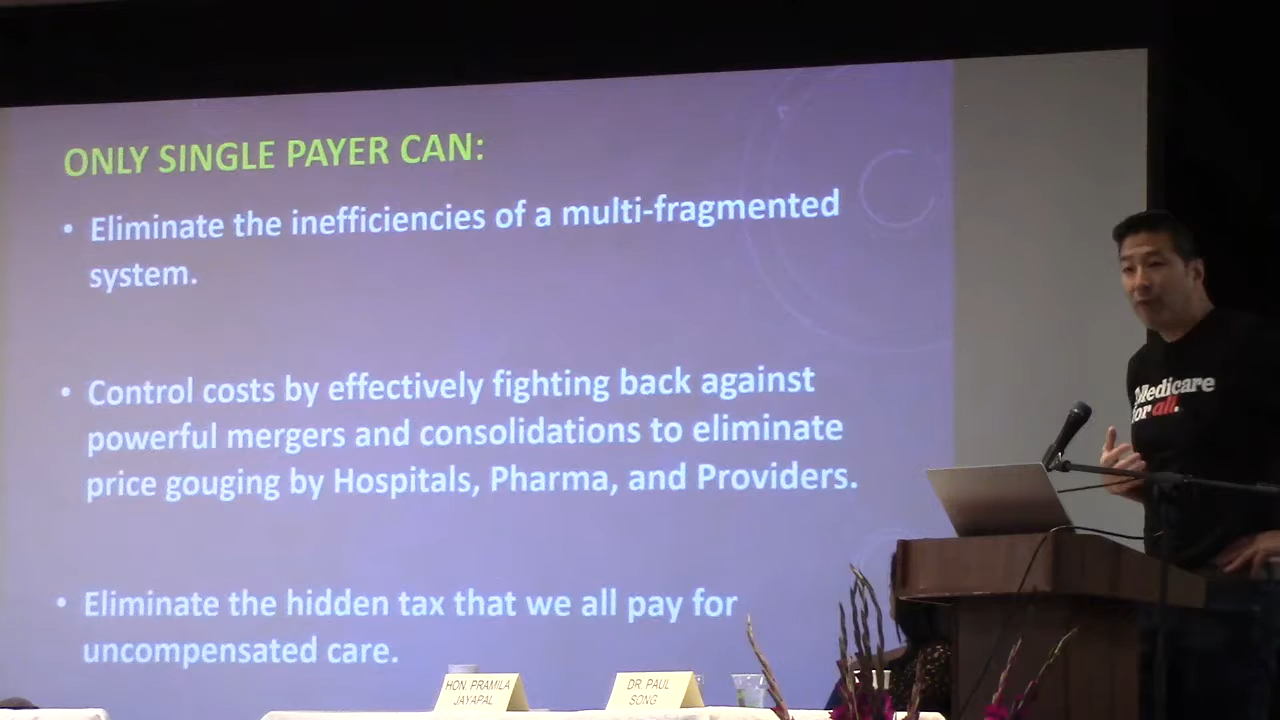 ONLY SINGLE PAYER CAN:
• Eliminate the inefficiencies of a multi-fragmented
system.
• Control costs by effectively fighting back against
powerful mergers and consolidations to eliminate
price gouging by Hospitals, Pharma, and Providers.
• Eliminate the hidden tax that we all pay for
uncompensated care.
Medicare
for all.
HON. PRAMILA
JAYAPAL
DR. PAUL
SONG